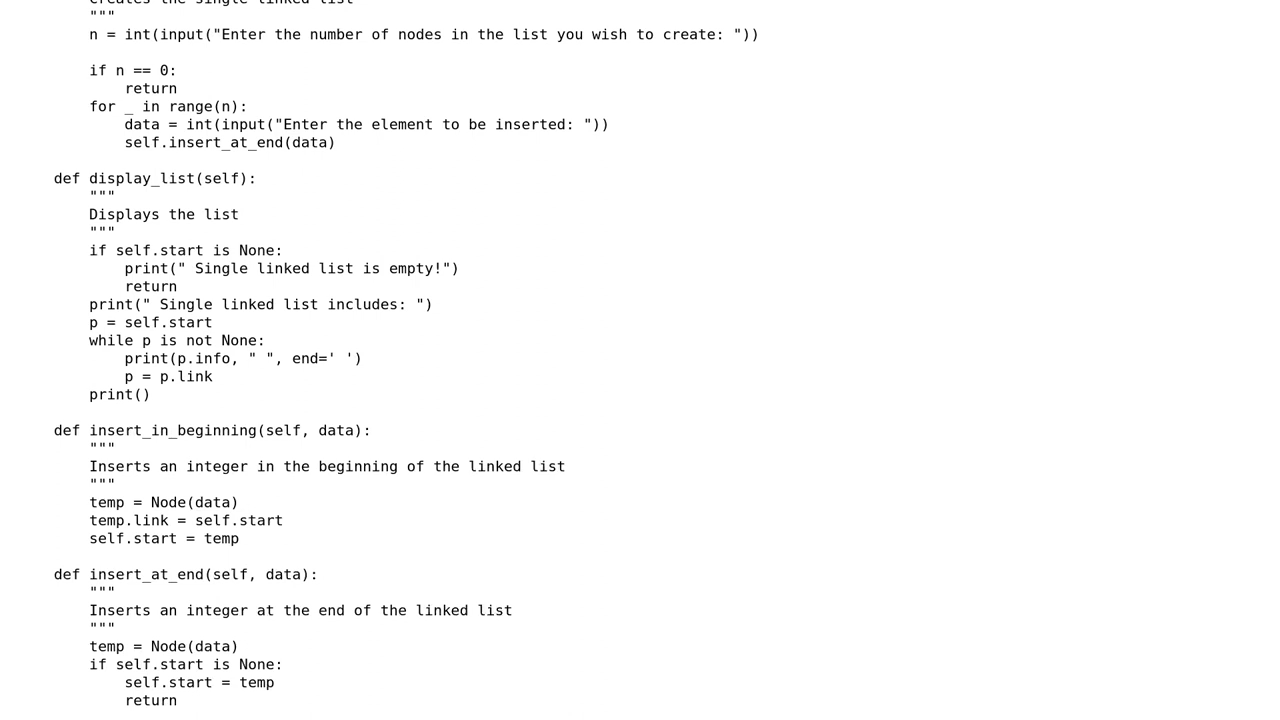 Creates the single linked list
        """
        n = int(input("Enter the number of nodes in the list you wish to create: "))

        if n == 0:
            return
        for _ in range(n):
            data = int(input("Enter the element to be inserted: "))
            self.insert_at_end(data)

    def display_list(self):
        """
        Displays the list
        """
        if self.start is None:
            print(" Single linked list is empty!")
            return
        print(" Single linked list includes: ")
        p = self.start
        while p is not None:
            print(p.info, " ", end=' ')
            p = p.link
        print()

    def insert_in_beginning(self, data):
        """
        Inserts an integer in the beginning of the linked list
        """
        temp = Node(data)
        temp.link = self.start
        self.start = temp

    def insert_at_end(self, data):
        """
        Inserts an integer at the end of the linked list
        """
        temp = Node(data)
        if self.start is None:
            self.start = temp
            return